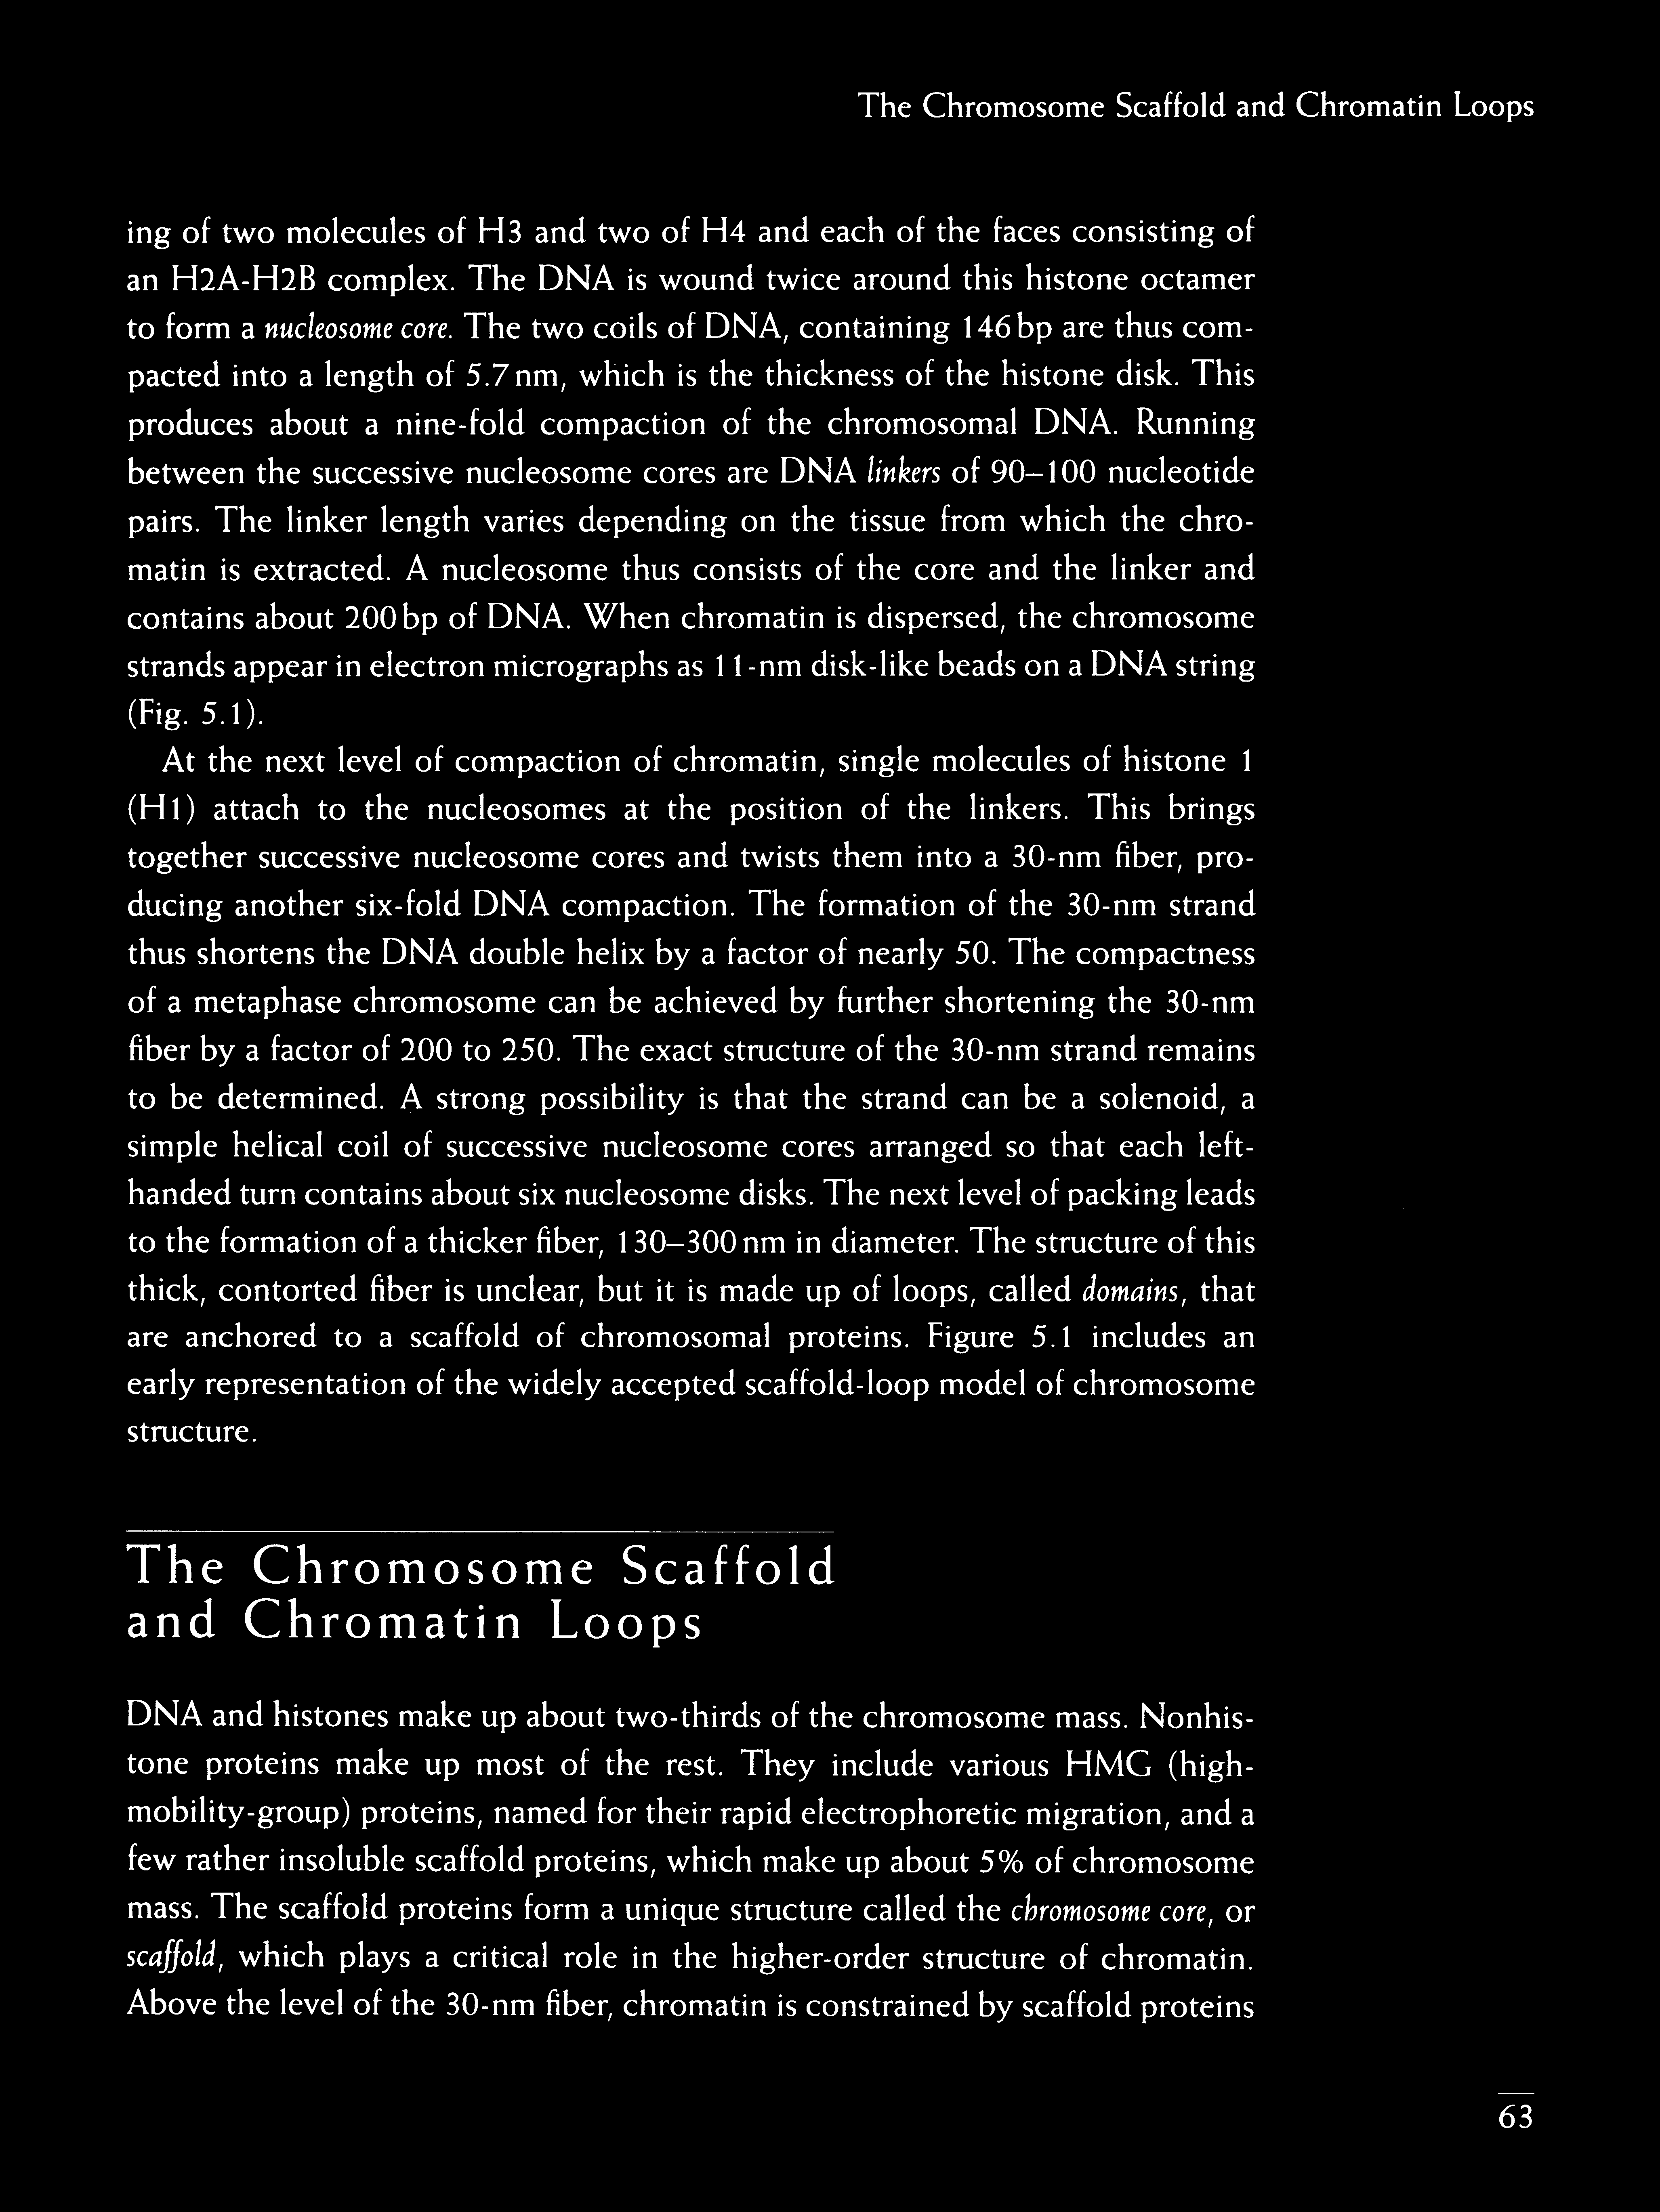 The Chromosome Scaffold and Chromatin Loops
ing of two molecules of H3 and two of H4 and each of the faces consisting of
an H2A-H2B complex. The DNA is wound twice around this histone octamer
to form a nucleosome core. The two coils of DNA, containing 146 bp are thus com-
pacted into a length of 5.7 nm, which is the thickness of the histone disk. This
produces about a nine-fold compaction of the chromosomal DNA. Running
between the successive nucleosome cores are DNA linkers of 90–100 nucleotide
pairs. The linker length varies depending on the tissue from which the chro-
matin is extracted. A nucleosome thus consists of the core and the linker and
contains about 200 bp of DNA. When chromatin is dispersed, the chromosome
strands appear in electron micrographs as 11-nm disk-like beads on a DNA string
(Fig. 5.1).
At the next level of compaction of chromatin, single molecules of histone 1
(H1) attach to the nucleosomes at the position of the linkers. This brings
together successive nucleosome cores and twists them into a 30-nm fiber, pro-
ducing another six-fold DNA compaction. The formation of the 30-nm strand
thus shortens the DNA double helix by a factor of nearly 50. The compactness
of a metaphase chromosome can be achieved by further shortening the 30-nm
fiber by a factor of 200 to 250. The exact structure of the 30-nm strand remains
to be determined. A strong possibility is that the strand can be a solenoid, a
simple helical coil of successive nucleosome cores arranged so that each left-
handed turn contains about six nucleosome disks. The next level of packing leads
to the formation of a thicker fiber, 130–300 nm in diameter. The structure of this
thick, contorted fiber is unclear, but it is made up of loops, called domains, that
are anchored to a scaffold of chromosomal proteins. Figure 5.1 includes an
early representation of the widely accepted scaffold-loop model of chromosome
structure.
The Chromosome Scaffold
and Chromatin Loops
DNA and histones make up about two-thirds of the chromosome mass. Nonhis-
tone proteins make up most of the rest. They include various HMG (high-
mobility-group) proteins, named for their rapid electrophoretic migration, and a
few rather insoluble scaffold proteins, which make up about 5% of chromosome
mass. The scaffold proteins form a unique structure called the chromosome core, or
scaffold, which plays a critical role in the higher-order structure of chromatin.
Above the level of the 30-nm fiber, chromatin is constrained by scaffold proteins
63